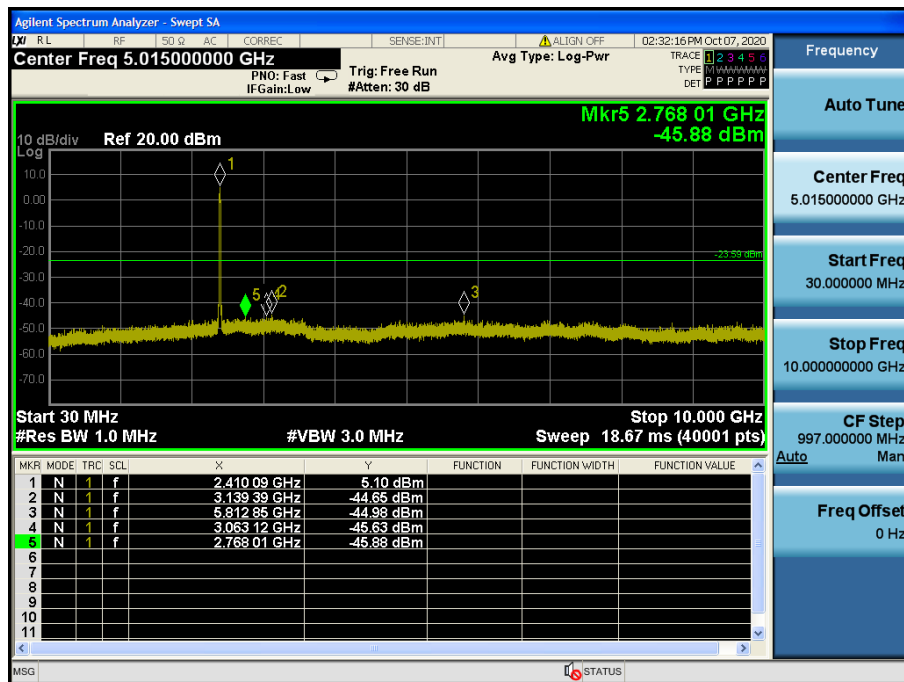 Agilent Spectrum Analyzer - Swept SA
LXI RL RF 50 Ω AC CORREC SENSE:INT ALIGN OFF 02:32:16 PM Oct 07, 2020
Center Freq 5.015000000 GHz
PNO: Fast
IFGain:Low
Trig: Free Run
#Atten: 30 dB
Avg Type: Log-Pwr
TRACE 1 2 3 4 5 6
TYPE M W W W W W
DET P P P P P P
Mkr5 2.768 01 GHz
-45.88 dBm
10 dB/div Ref 20.00 dBm
Log
10.0
0.00
-10.0
-20.0
-30.0
-40.0
-50.0
-60.0
-70.0
1
-23.59 dBm
5
2
3
Start 30 MHz Stop 10.000 GHz
#Res BW 1.0 MHz #VBW 3.0 MHz Sweep 18.67 ms (40001 pts)
MKR MODE TRC SCL X Y FUNCTION FUNCTION WIDTH FUNCTION VALUE
1 N 1 f 2.410 09 GHz 5.10 dBm
2 N 1 f 3.139 39 GHz -44.65 dBm
3 N 1 f 5.812 85 GHz -44.98 dBm
4 N 1 f 3.063 12 GHz -45.63 dBm
5 N 1 f 2.768 01 GHz -45.88 dBm
6
7
8
9
10
11
MSG STATUS
Frequency
Auto Tune
Center Freq
5.015000000 GHz
Start Freq
30.000000 MHz
Stop Freq
10.000000000 GHz
CF Step
997.000000 MHz
Auto Man
Freq Offset
0 Hz